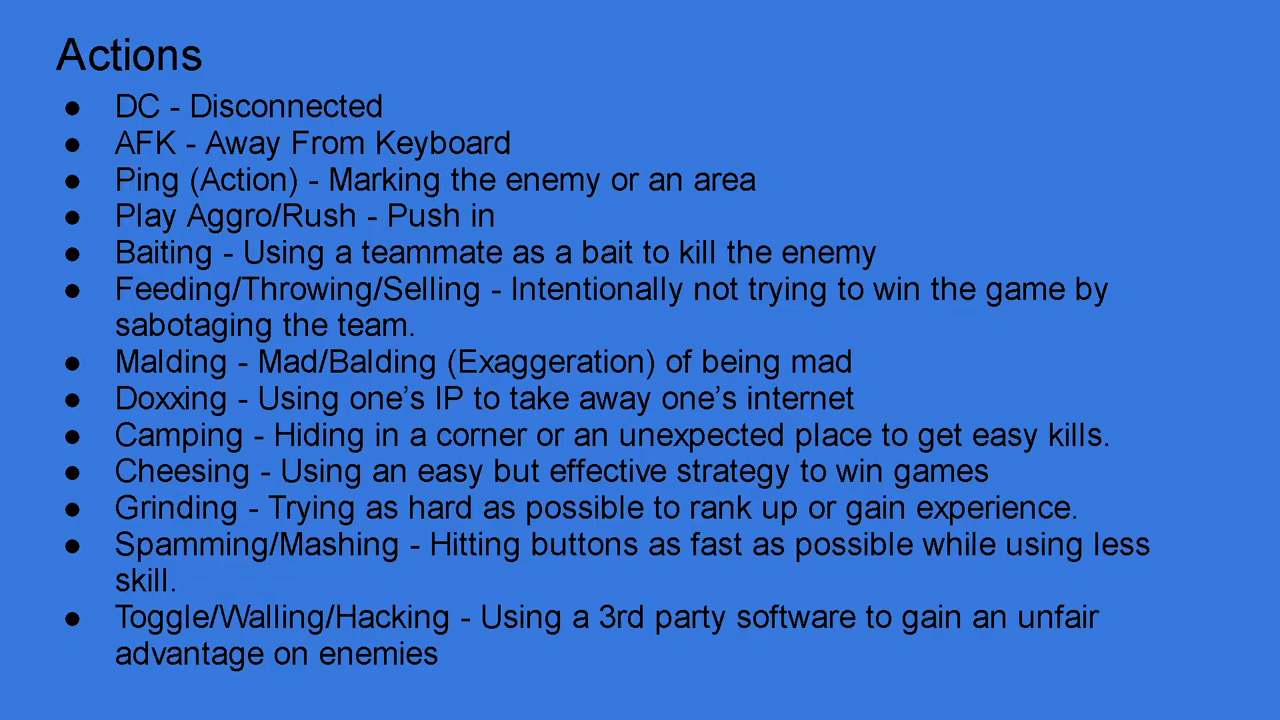 Actions
● DC - Disconnected
● AFK - Away From Keyboard
● Ping (Action) - Marking the enemy or an area
● Play Aggro/Rush - Push in
● Baiting - Using a teammate as a bait to kill the enemy
● Feeding/Throwing/Selling - Intentionally not trying to win the game by
sabotaging the team.
● Malding - Mad/Balding (Exaggeration) of being mad
● Doxxing - Using one’s IP to take away one’s internet
● Camping - Hiding in a corner or an unexpected place to get easy kills.
● Cheesing - Using an easy but effective strategy to win games
● Grinding - Trying as hard as possible to rank up or gain experience.
● Spamming/Mashing - Hitting buttons as fast as possible while using less
skill.
● Toggle/Walling/Hacking - Using a 3rd party software to gain an unfair
advantage on enemies